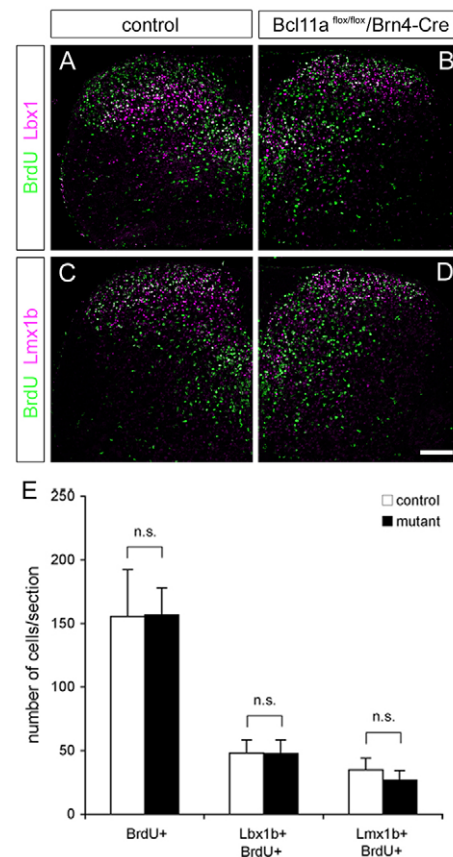 control
Bcl11a flox/flox/Brn4-Cre
A
B
BrdU Lbx1
C
D
BrdU Lmx1b
E
control
mutant
number of cells/section
250
200
150
100
50
0
n.s.
n.s.
n.s.
BrdU+
Lbx1b+
BrdU+
Lmx1b+
BrdU+